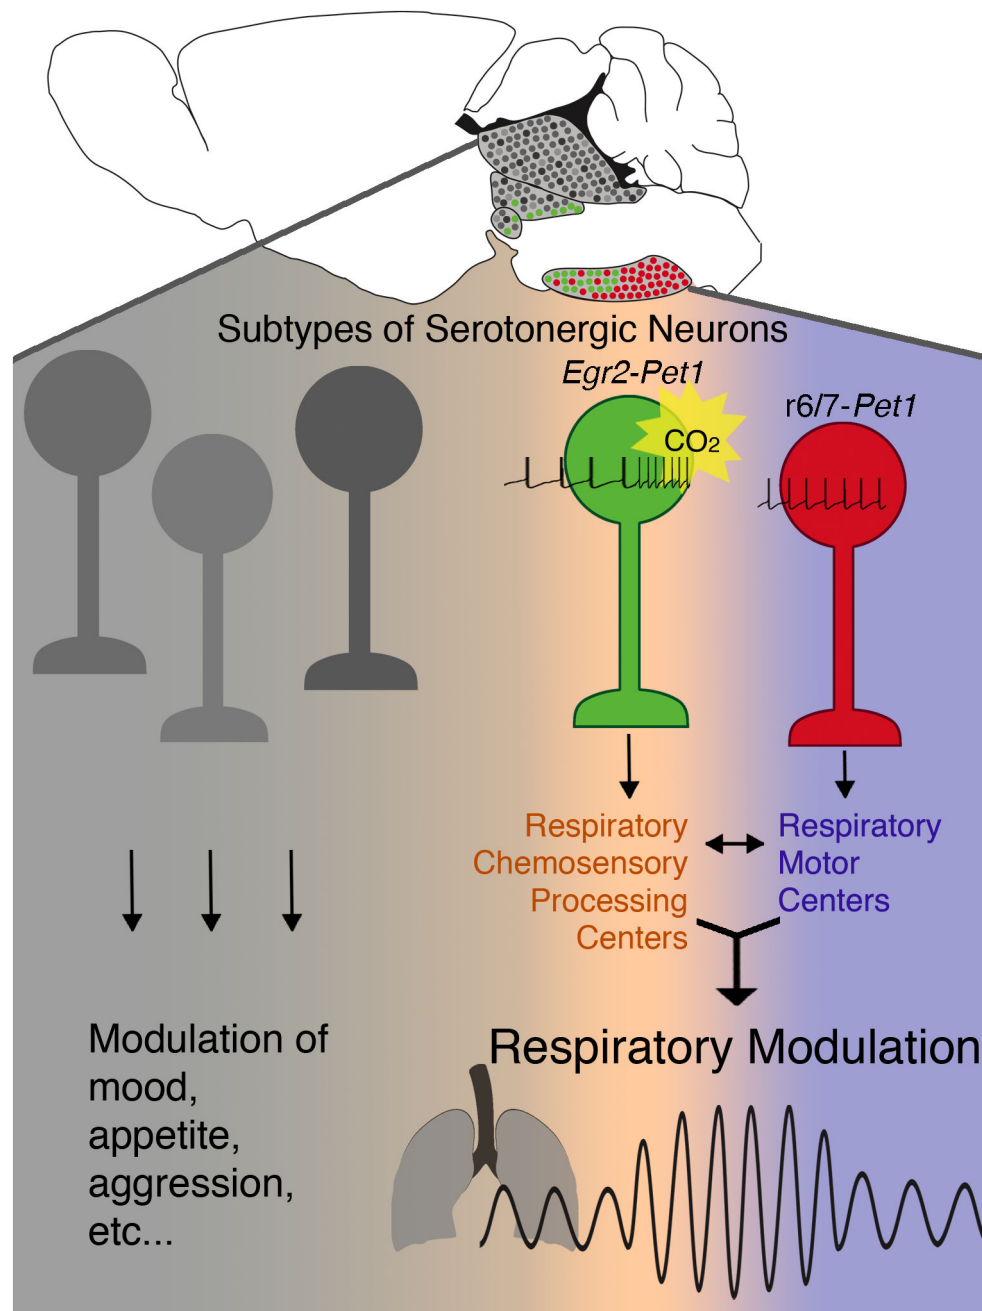 Subtypes of Serotonergic Neurons
Egr2-Pet1
r6/7-Pet1
CO₂
Respiratory
Chemosensory
Processing
Centers
Respiratory
Motor
Centers
Modulation of
mood,
appetite,
aggression,
etc...
Respiratory Modulation